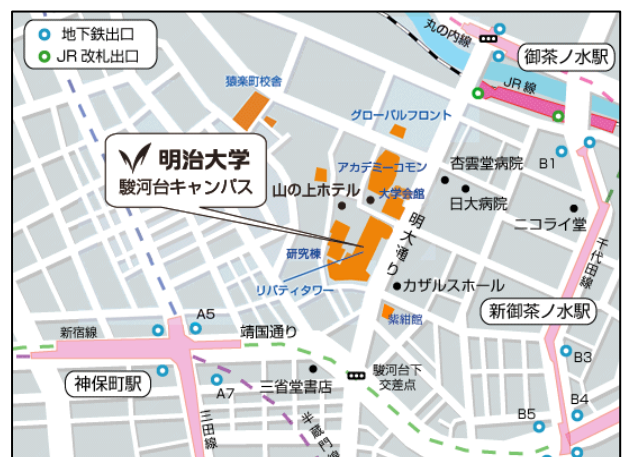 地下鉄出口
JR 改札出口
丸の内線
御茶ノ水駅
JR 線
猿楽町校舎
グローバルフロント
明治大学
駿河台キャンパス
アカデミーコモン
杏雲堂病院
B1
山の上ホテル
大学会館
日大病院
ニコライ堂
明大通り
千代田線
研究棟
リバティタワー
カザルスホール
紫紺館
新御茶ノ水駅
A5
新宿線
靖国通り
神保町駅
A7
三省堂書店
駿河台下
交差点
B3
B4
B5
三田線
半蔵門線